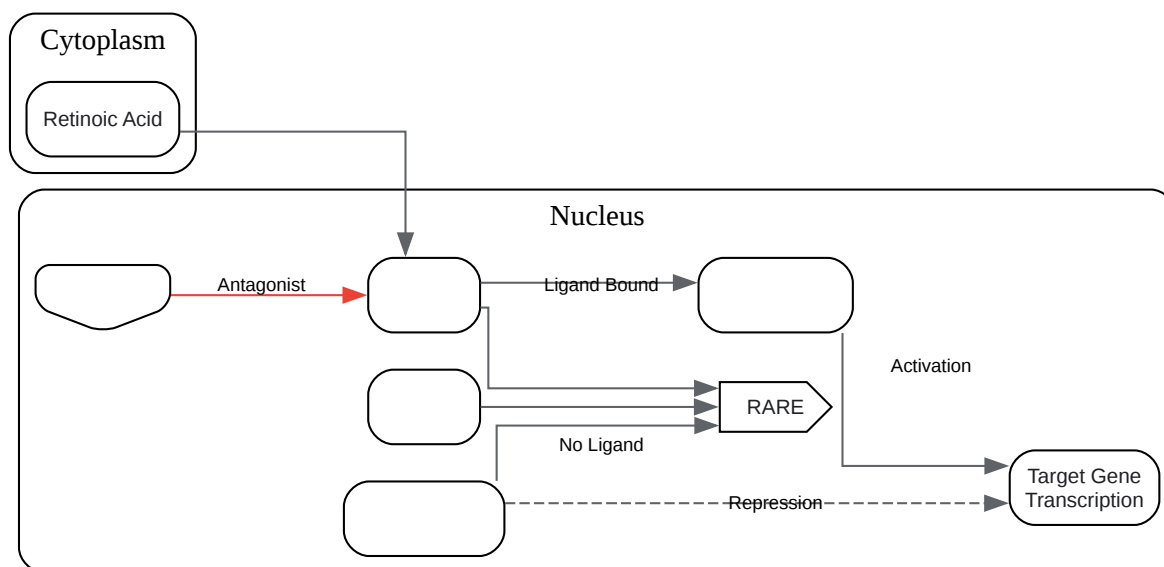 Cytoplasm
Retinoic Acid
Nucleus
Antagonist
Ligand Bound
Activation
RARE
No Ligand
Target Gene
Transcription
Repression